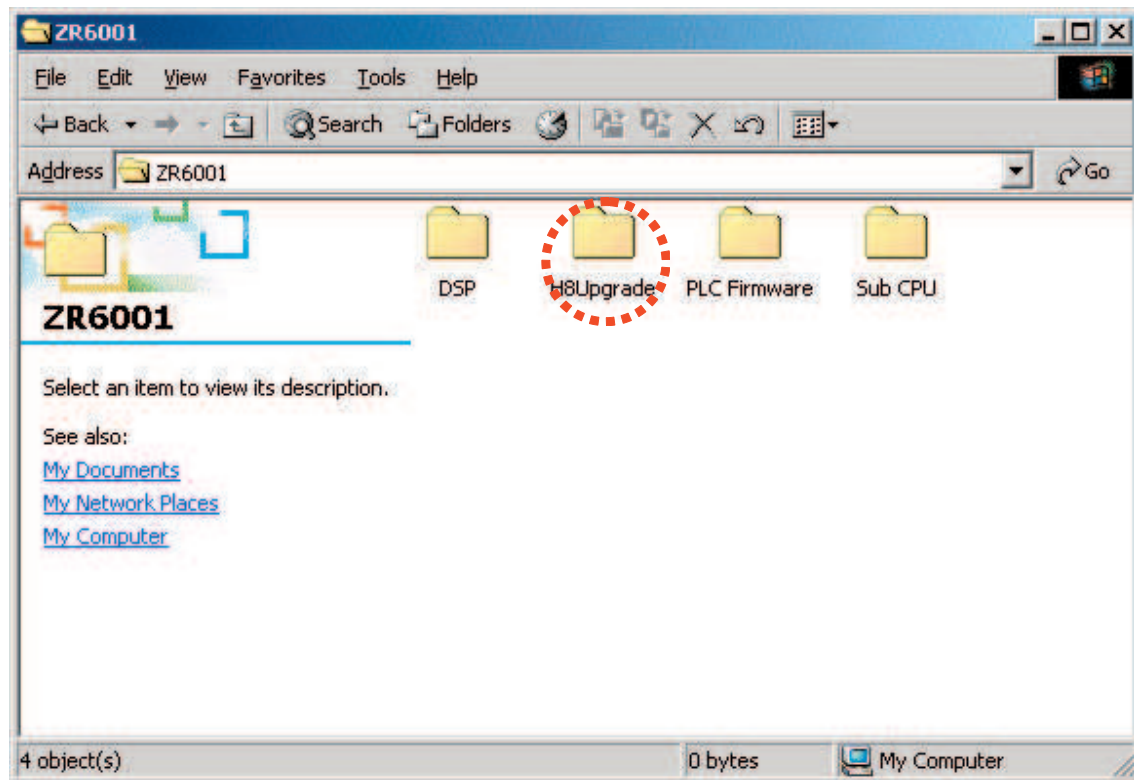 ZR6001
File Edit View Favorites Tools Help
Back Search Folders
Address ZR6001 Go
DSP H8Upgrade PLC Firmware Sub CPU
ZR6001
Select an item to view its description.
See also:
My Documents
My Network Places
My Computer
4 object(s) 0 bytes My Computer